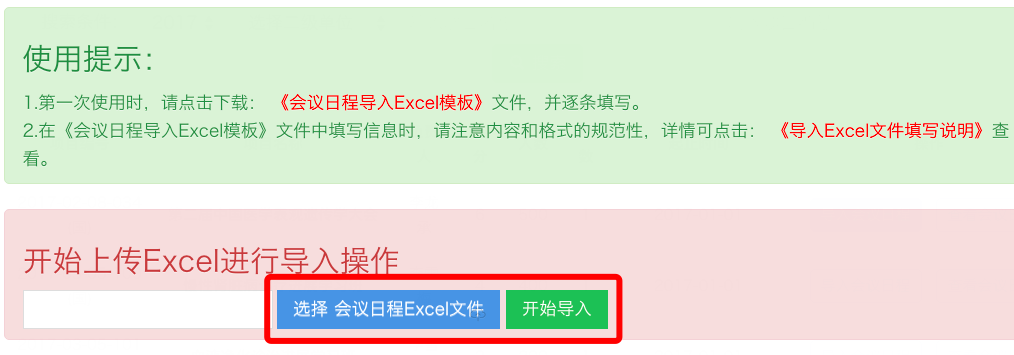 使用提示：
1.第一次使用时，请点击下载： 《会议日程导入Excel模板》文件，并逐条填写。
2.在《会议日程导入Excel模板》文件中填写信息时，请注意内容和格式的规范性，详情可点击： 《导入Excel文件填写说明》查
看。
开始上传Excel进行导入操作
选择 会议日程Excel文件 开始导入